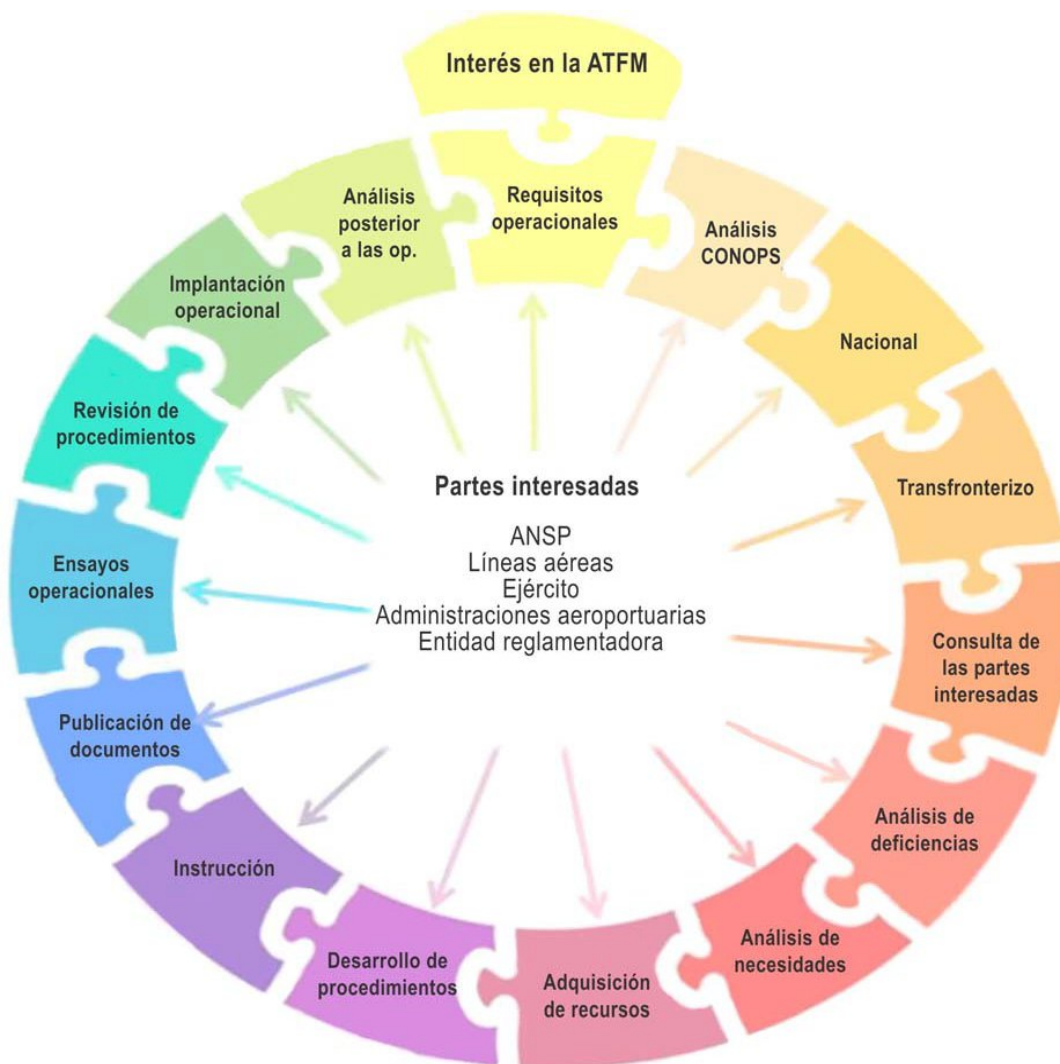 Interés en la ATFM
Requisitos
operacionales
Análisis
CONOPS
Nacional
Transfronterizo
Consulta de
las partes
interesadas
Análisis de
deficiencias
Análisis de
necesidades
Adquisición
de recursos
Desarrollo de
procedimientos
Instrucción
Publicación de
documentos
Ensayos
operacionales
Revisión de
procedimientos
Implantación
operacional
Análisis
posterior
a las op.
Partes interesadas
ANSP
Líneas aéreas
Ejército
Administraciones aeroportuarias
Entidad reglamentadora